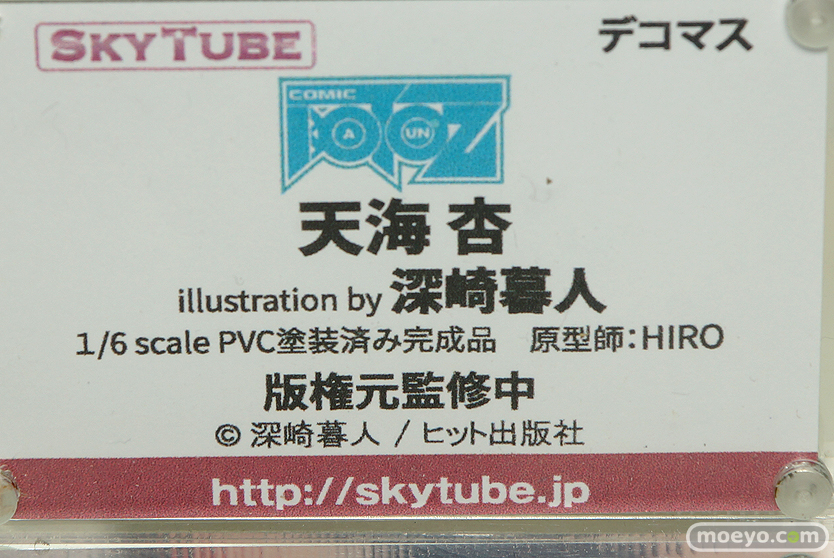 SKYTUBE
デコマス
COMIC
A UN
天海 杏
illustration by 深崎暮人
1/6 scale PVC塗装済み完成品　原型師：HIRO
版権元監修中
© 深崎暮人 / ヒット出版社
http://skytube.jp
moeyo.com